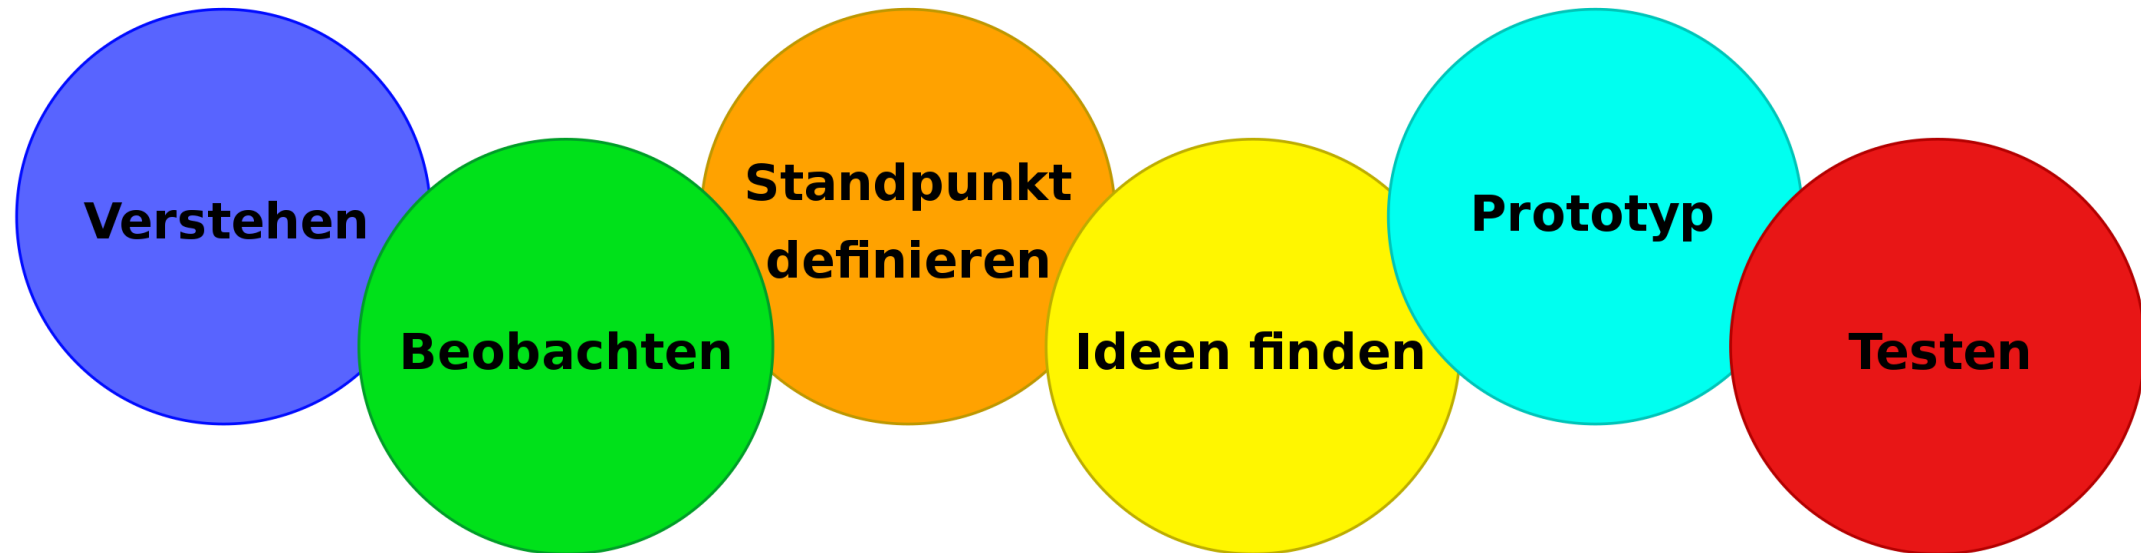 Verstehen
Beobachten
Standpunkt
definieren
Ideen finden
Prototyp
Testen